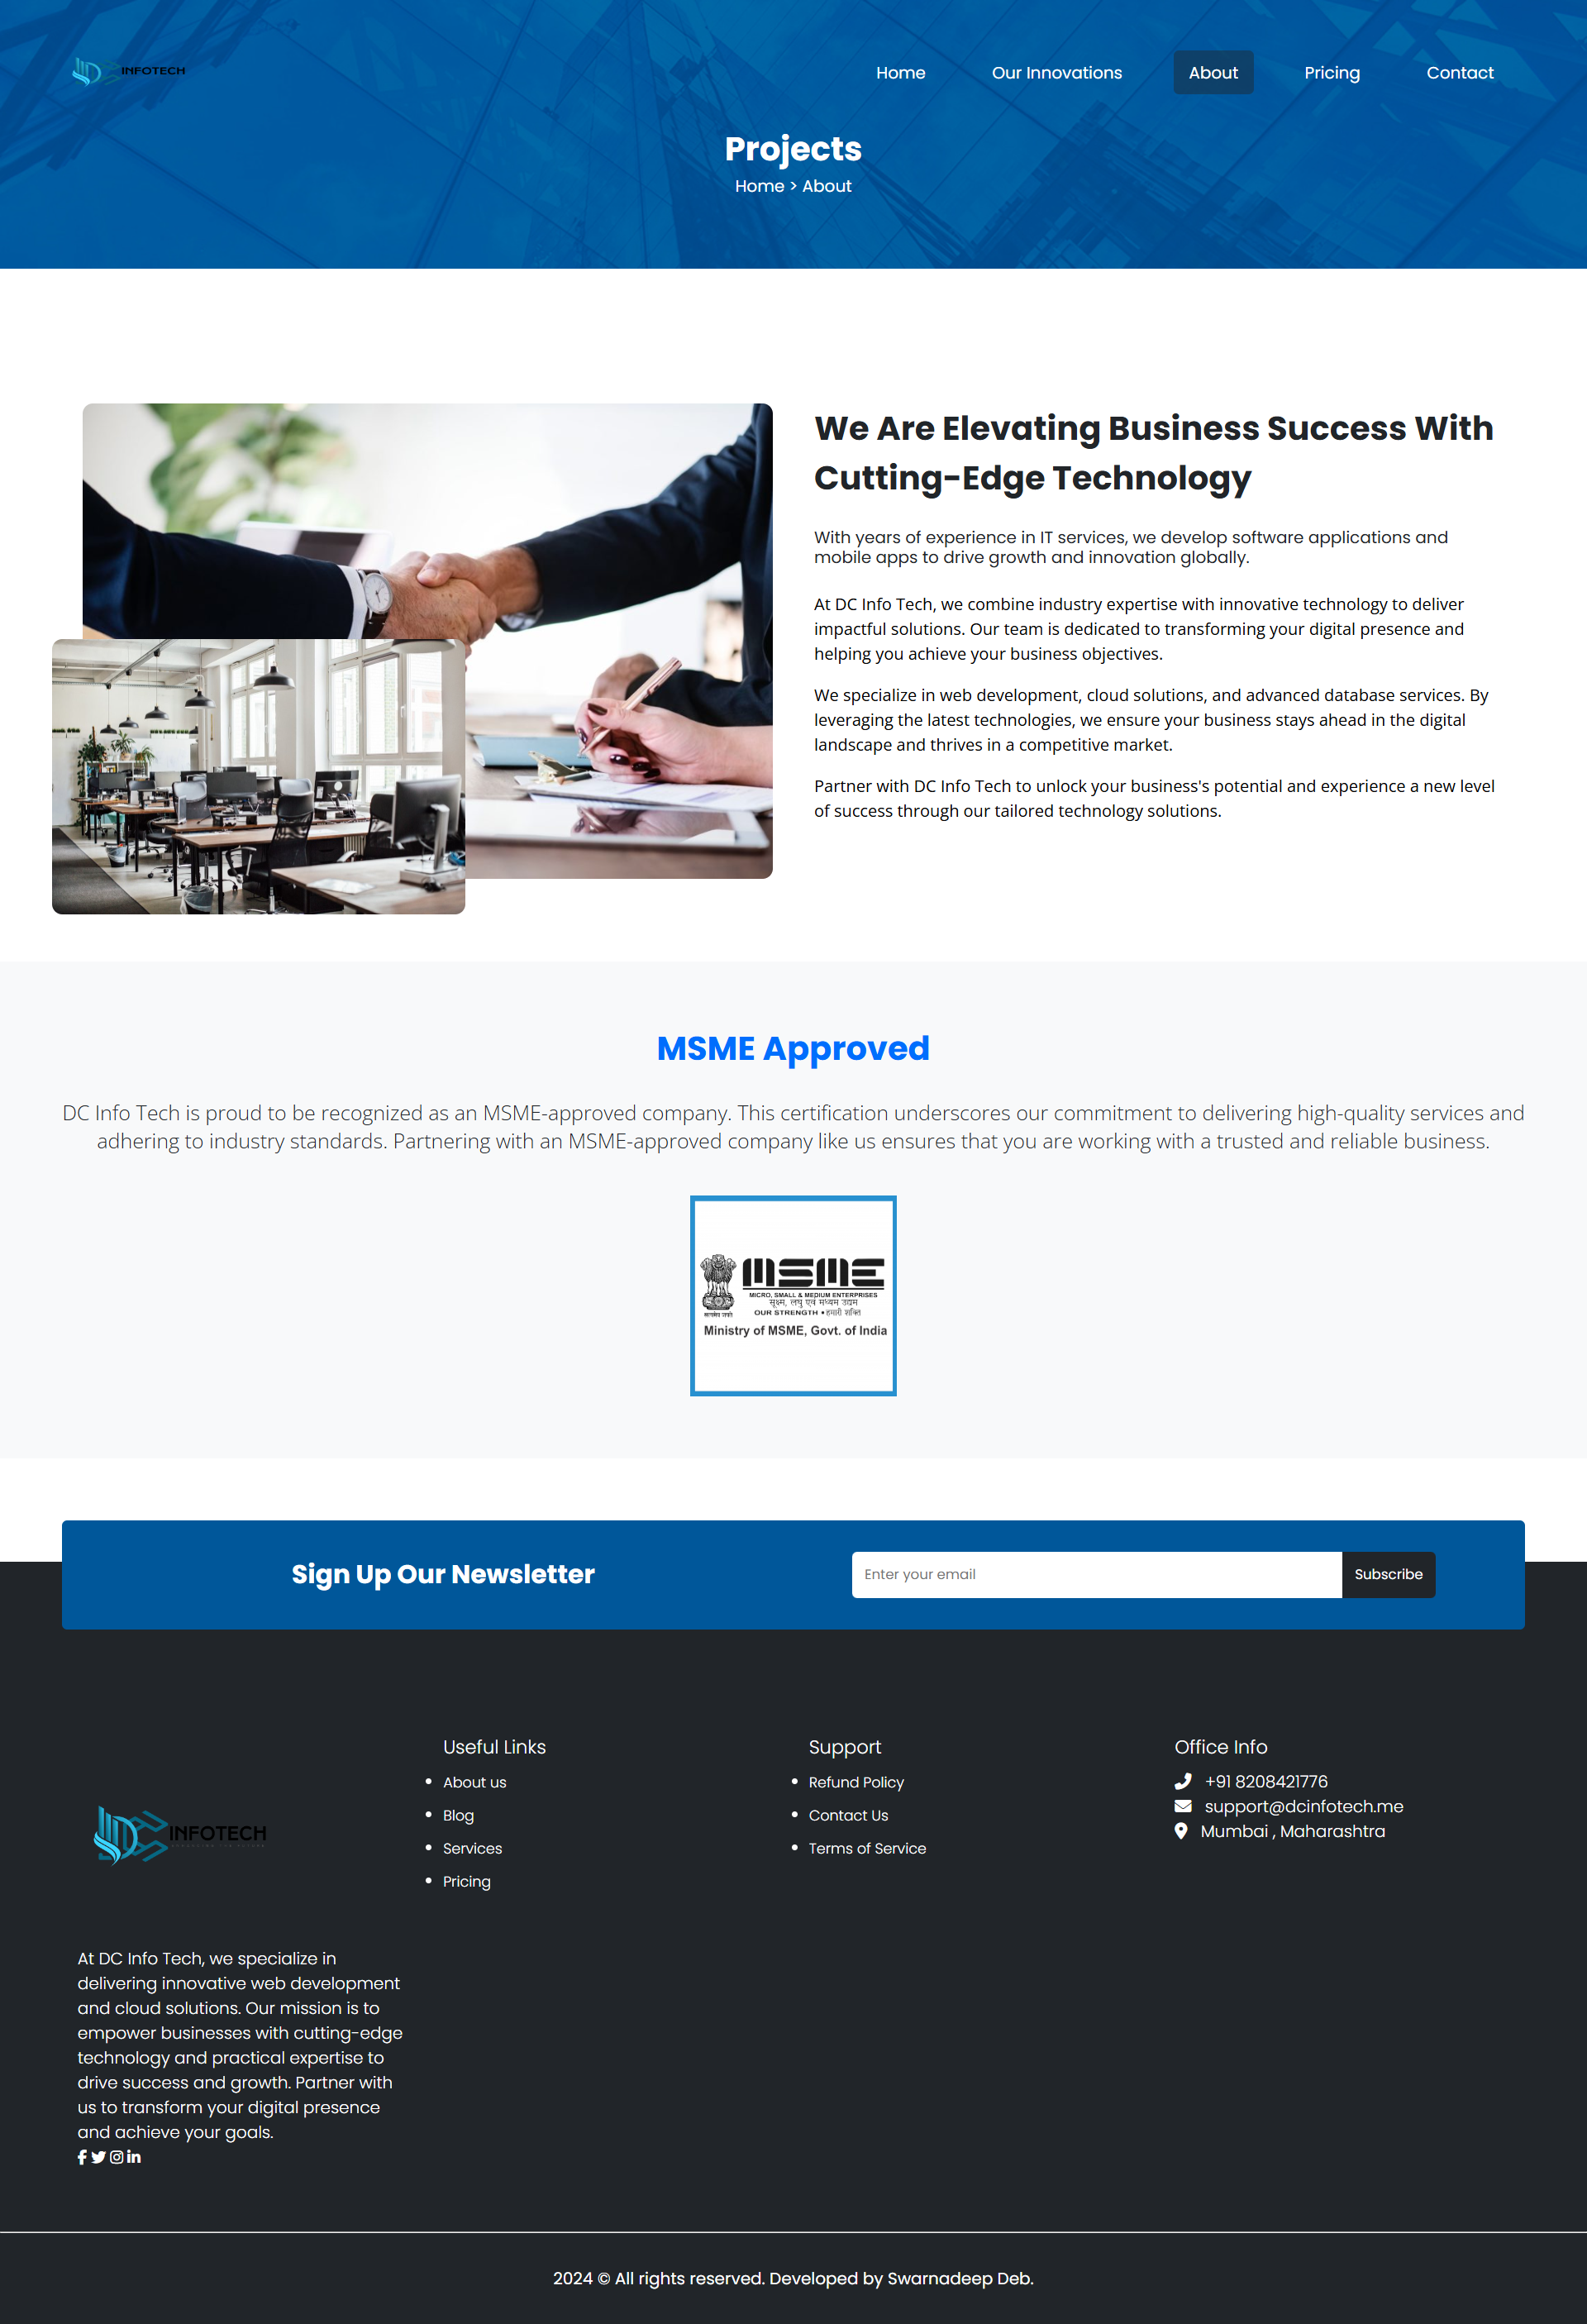 INFOTECH
Home
Our Innovations
About
Pricing
Contact
Projects
Home > About
We Are Elevating Business Success With
Cutting-Edge Technology
With years of experience in IT services, we develop software applications and
mobile apps to drive growth and innovation globally.
At DC Info Tech, we combine industry expertise with innovative technology to deliver
impactful solutions. Our team is dedicated to transforming your digital presence and
helping you achieve your business objectives.
We specialize in web development, cloud solutions, and advanced database services. By
leveraging the latest technologies, we ensure your business stays ahead in the digital
landscape and thrives in a competitive market.
Partner with DC Info Tech to unlock your business's potential and experience a new level
of success through our tailored technology solutions.
MSME Approved
DC Info Tech is proud to be recognized as an MSME-approved company. This certification underscores our commitment to delivering high-quality services and
adhering to industry standards. Partnering with an MSME-approved company like us ensures that you are working with a trusted and reliable business.
MSME
MICRO, SMALL & MEDIUM ENTERPRISES
सूक्ष्म, लघु एवं मध्यम उद्यम
OUR STRENGTH • हमारी शक्ति
सत्यमेव जयते
Ministry of MSME, Govt. of India
Sign Up Our Newsletter
Enter your email
Subscribe
INFOTECH
Useful Links
About us
Blog
Services
Pricing
Support
Refund Policy
Contact Us
Terms of Service
Office Info
+91 8208421776
support@dcinfotech.me
Mumbai , Maharashtra
At DC Info Tech, we specialize in
delivering innovative web development
and cloud solutions. Our mission is to
empower businesses with cutting-edge
technology and practical expertise to
drive success and growth. Partner with
us to transform your digital presence
and achieve your goals.
2024 © All rights reserved. Developed by Swarnadeep Deb.